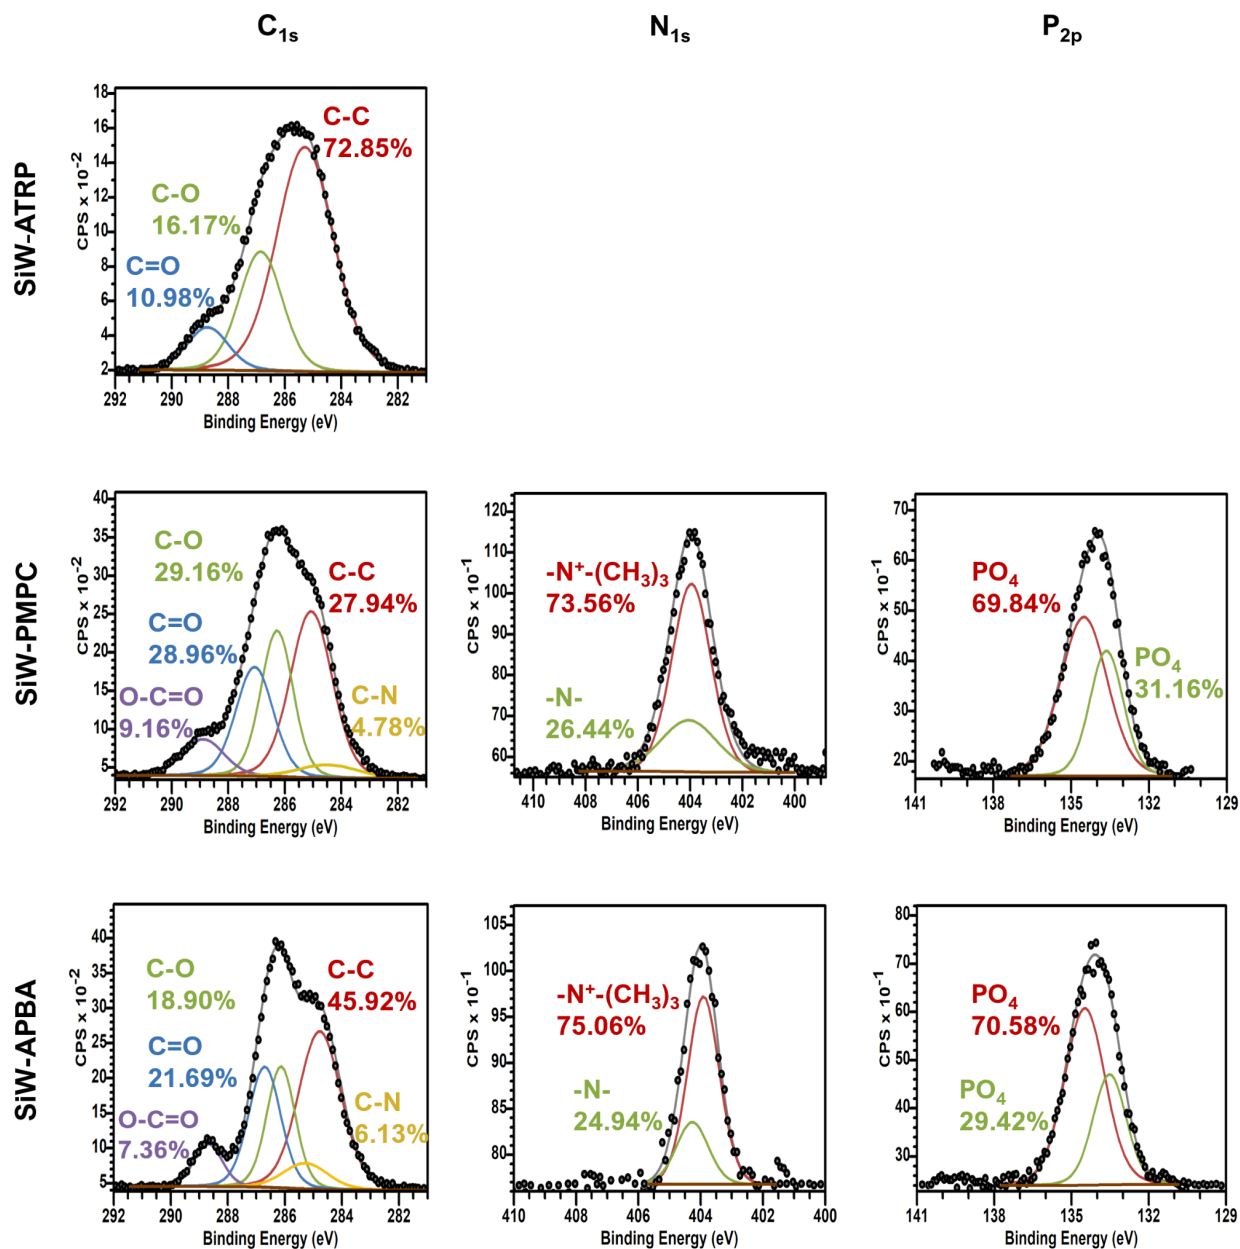 C1s
N1s
P2p
SiW-ATRP
CPS x 10-2
18
16
14
12
10
8
6
4
2
C-C
72.85%
C-O
16.17%
C=O
10.98%
292 290 288 286 284 282
Binding Energy (eV)
SiW-PMPC
CPS x 10-2
40
35
30
25
20
15
10
5
C-O
29.16%
C-C
27.94%
C=O
28.96%
O-C=O
9.16%
C-N
4.78%
292 290 288 286 284 282
Binding Energy (eV)
CPS x 10-1
120
110
100
90
80
70
60
-N+-(CH3)3
73.56%
-N-
26.44%
410 408 406 404 402 400
Binding Energy (eV)
CPS x 10-1
70
60
50
40
30
20
PO4
69.84%
PO4
31.16%
141 138 135 132 129
Binding Energy (eV)
SiW-APBA
CPS x 10-2
40
35
30
25
20
15
10
5
C-O
18.90%
C-C
45.92%
C=O
21.69%
O-C=O
7.36%
C-N
6.13%
292 290 288 286 284 282
Binding Energy (eV)
CPS x 10-1
105
100
95
90
85
80
-N+-(CH3)3
75.06%
-N-
24.94%
410 408 406 404 402 400
Binding Energy (eV)
CPS x 10-1
80
70
60
50
40
30
PO4
70.58%
PO4
29.42%
141 138 135 132 129
Binding Energy (eV)